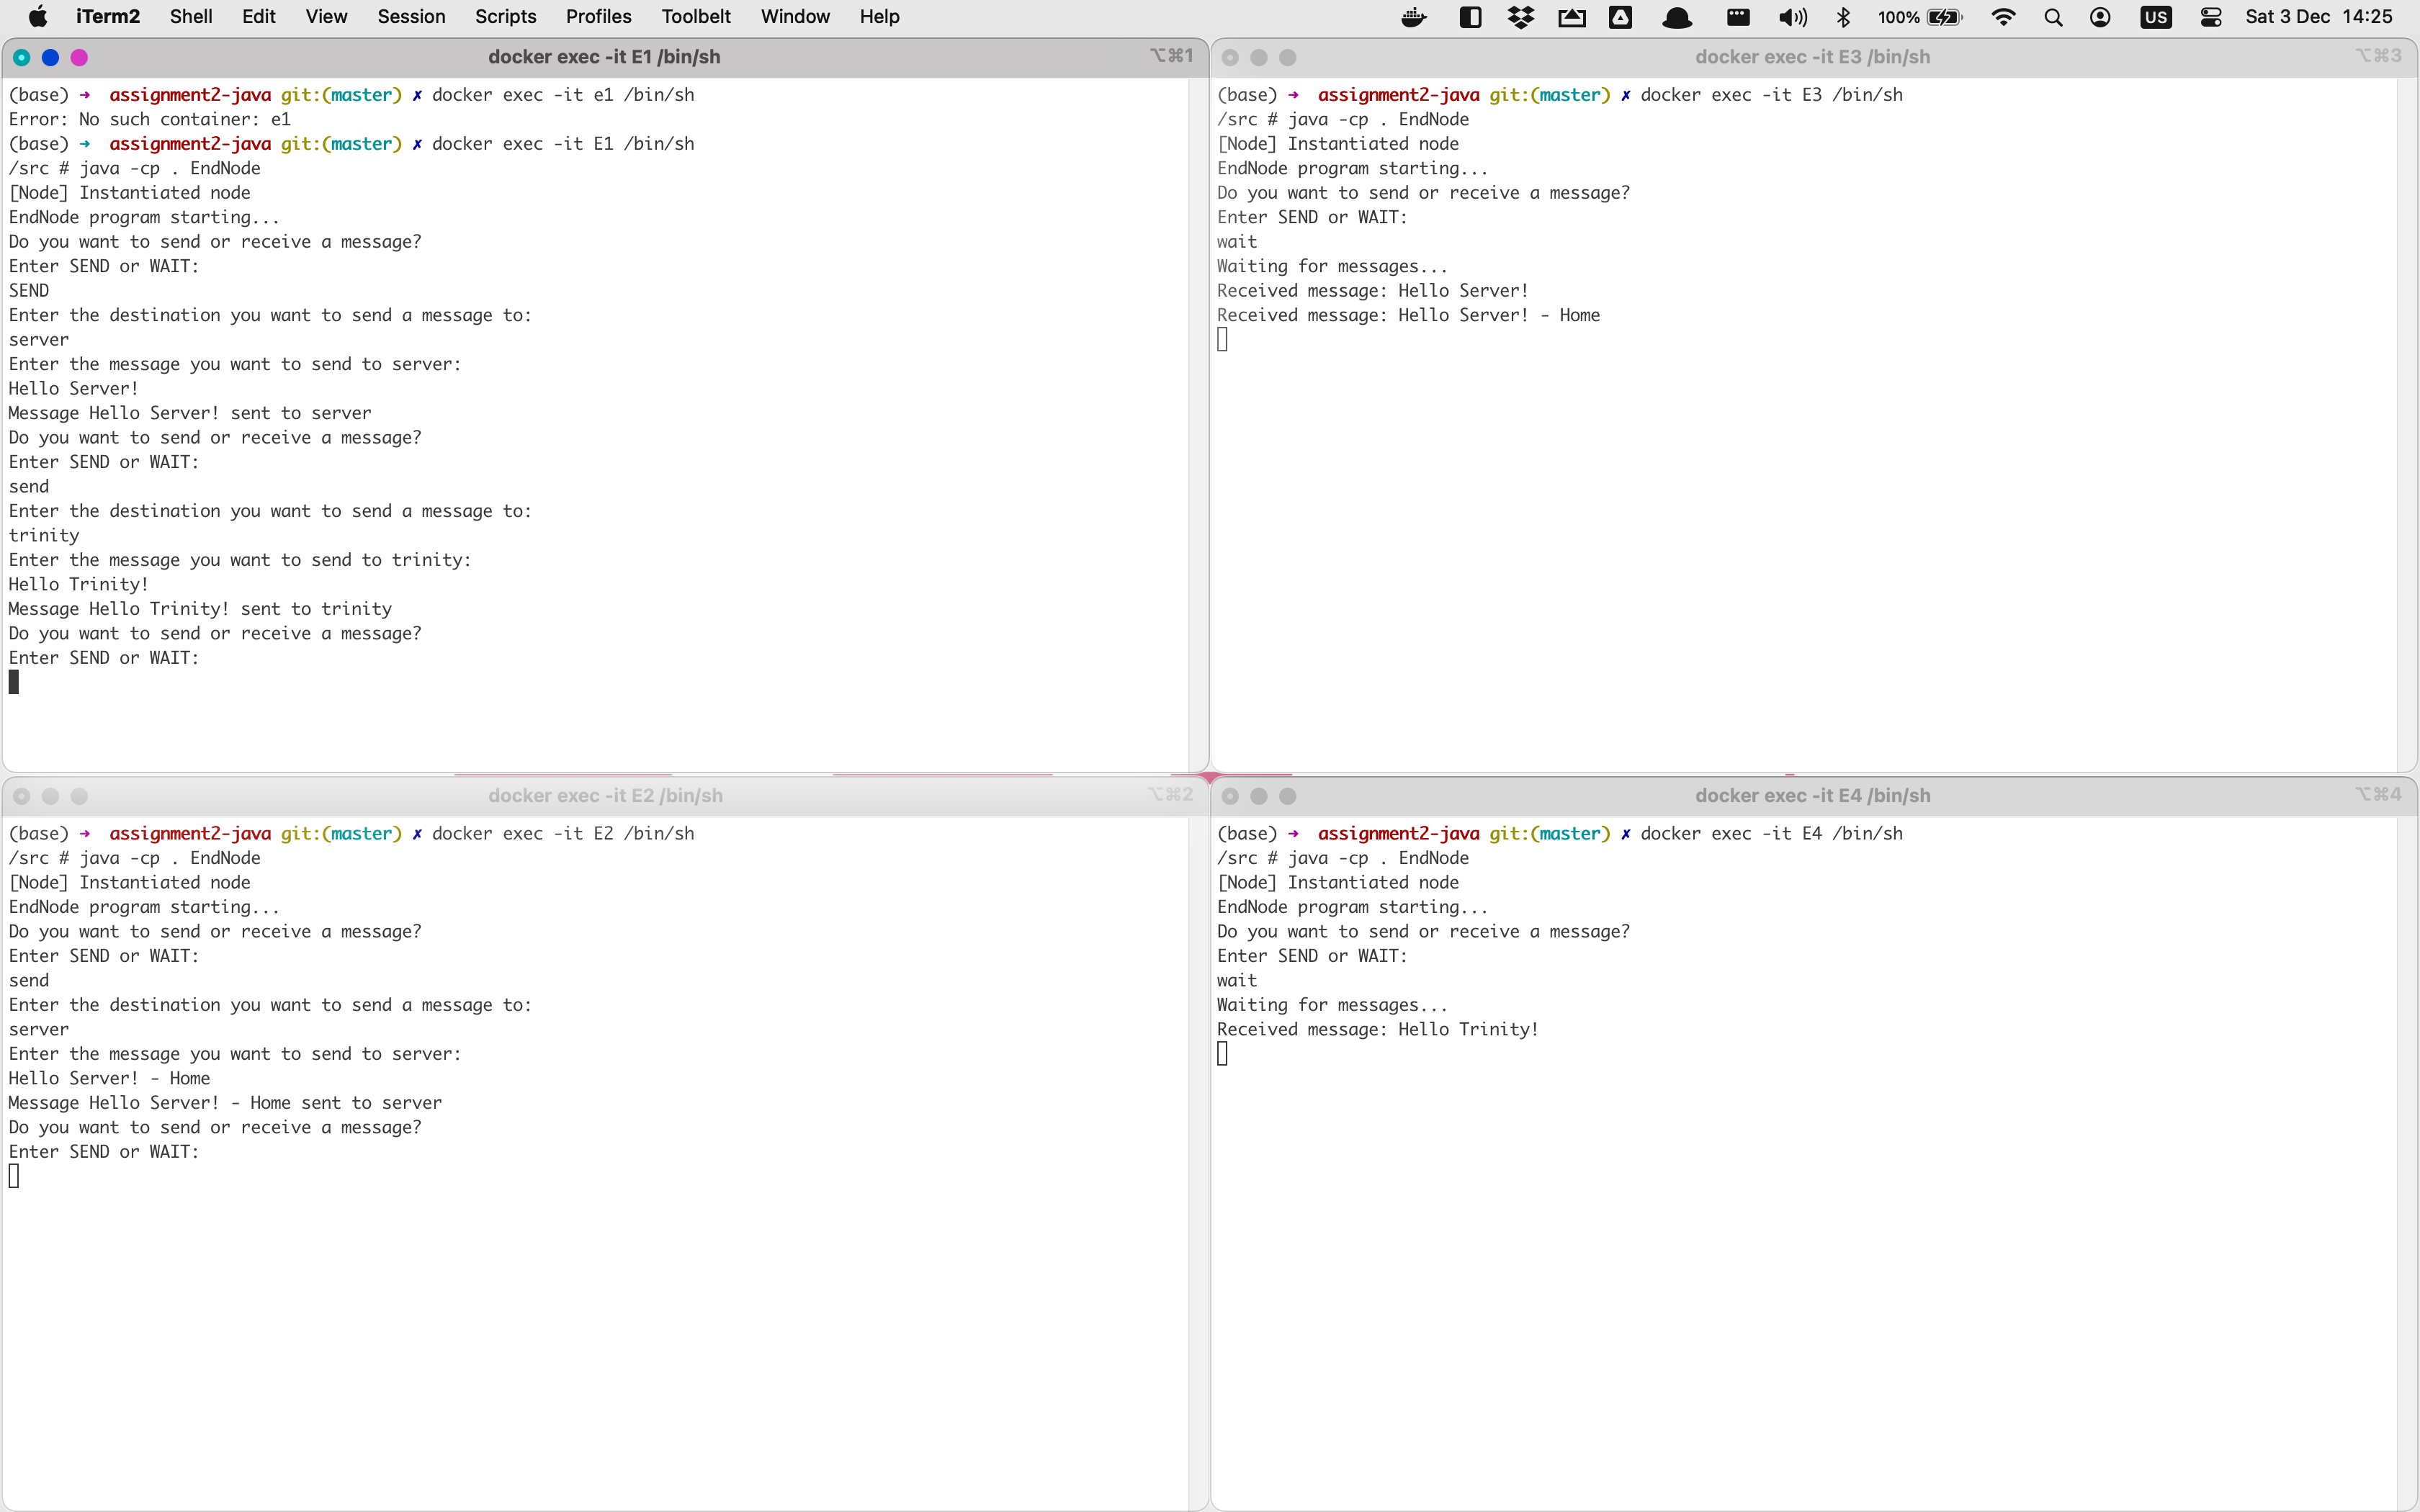 iTerm2 Shell Edit View Session Scripts Profiles Toolbelt Window Help 100% US Sat 3 Dec 14:25
docker exec -it E1 /bin/sh ⌥⌘1
(base) ➜ assignment2-java git:(master) ✗ docker exec -it e1 /bin/sh
Error: No such container: e1
(base) ➜ assignment2-java git:(master) ✗ docker exec -it E1 /bin/sh
/src # java -cp . EndNode
[Node] Instantiated node
EndNode program starting...
Do you want to send or receive a message?
Enter SEND or WAIT:
SEND
Enter the destination you want to send a message to:
server
Enter the message you want to send to server:
Hello Server!
Message Hello Server! sent to server
Do you want to send or receive a message?
Enter SEND or WAIT:
send
Enter the destination you want to send a message to:
trinity
Enter the message you want to send to trinity:
Hello Trinity!
Message Hello Trinity! sent to trinity
Do you want to send or receive a message?
Enter SEND or WAIT:
docker exec -it E3 /bin/sh ⌥⌘3
(base) ➜ assignment2-java git:(master) ✗ docker exec -it E3 /bin/sh
/src # java -cp . EndNode
[Node] Instantiated node
EndNode program starting...
Do you want to send or receive a message?
Enter SEND or WAIT:
wait
Waiting for messages...
Received message: Hello Server!
Received message: Hello Server! - Home
docker exec -it E2 /bin/sh ⌥⌘2
(base) ➜ assignment2-java git:(master) ✗ docker exec -it E2 /bin/sh
/src # java -cp . EndNode
[Node] Instantiated node
EndNode program starting...
Do you want to send or receive a message?
Enter SEND or WAIT:
send
Enter the destination you want to send a message to:
server
Enter the message you want to send to server:
Hello Server! - Home
Message Hello Server! - Home sent to server
Do you want to send or receive a message?
Enter SEND or WAIT:
docker exec -it E4 /bin/sh ⌥⌘4
(base) ➜ assignment2-java git:(master) ✗ docker exec -it E4 /bin/sh
/src # java -cp . EndNode
[Node] Instantiated node
EndNode program starting...
Do you want to send or receive a message?
Enter SEND or WAIT:
wait
Waiting for messages...
Received message: Hello Trinity!